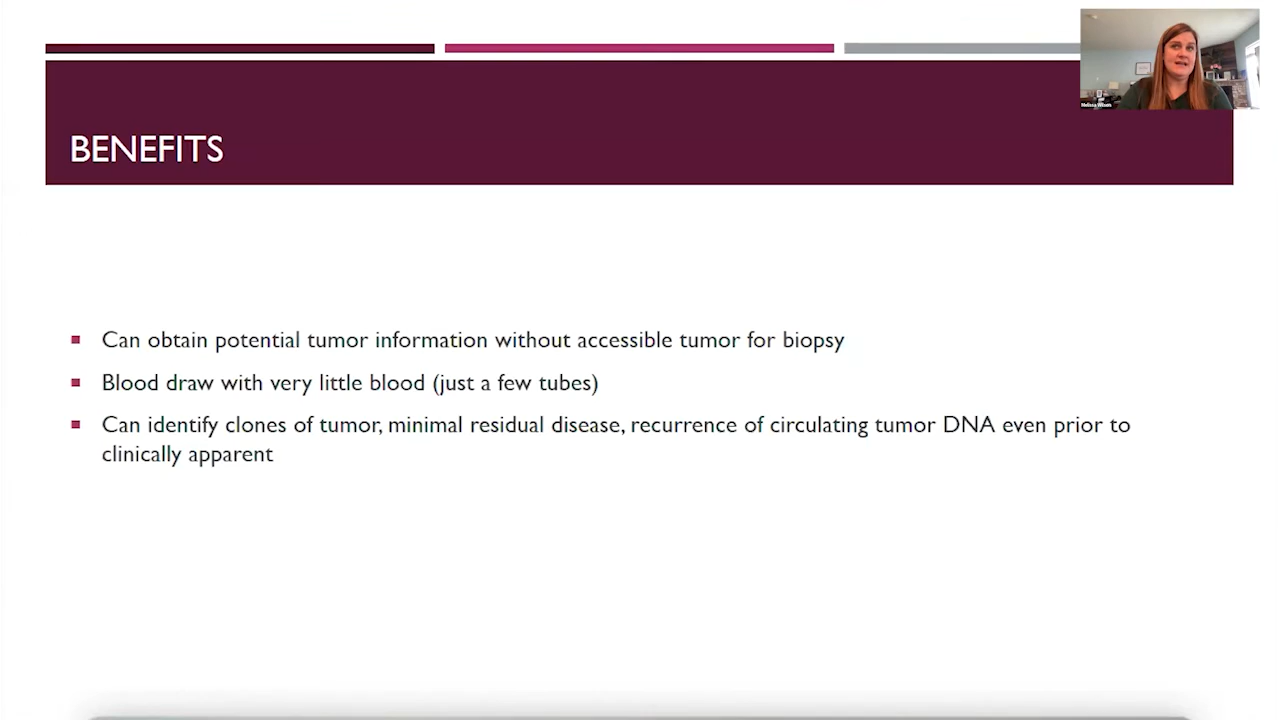 BENEFITS
Can obtain potential tumor information without accessible tumor for biopsy
Blood draw with very little blood (just a few tubes)
Can identify clones of tumor, minimal residual disease, recurrence of circulating tumor DNA even prior to
clinically apparent
Melissa Wilson